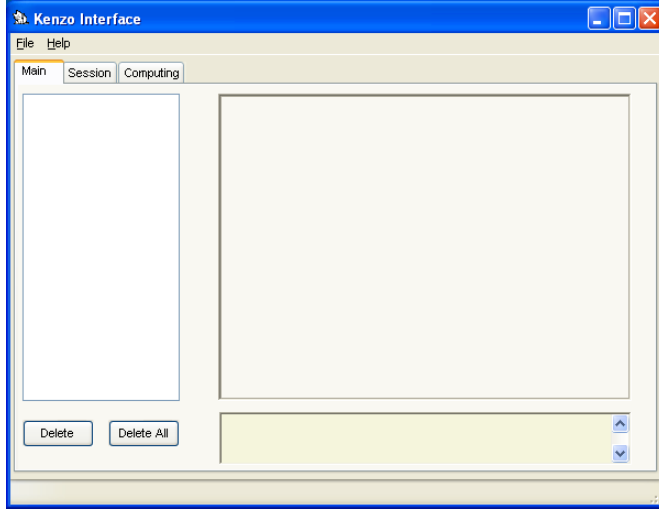 Kenzo Interface
File Help
Main Session Computing
Delete Delete All